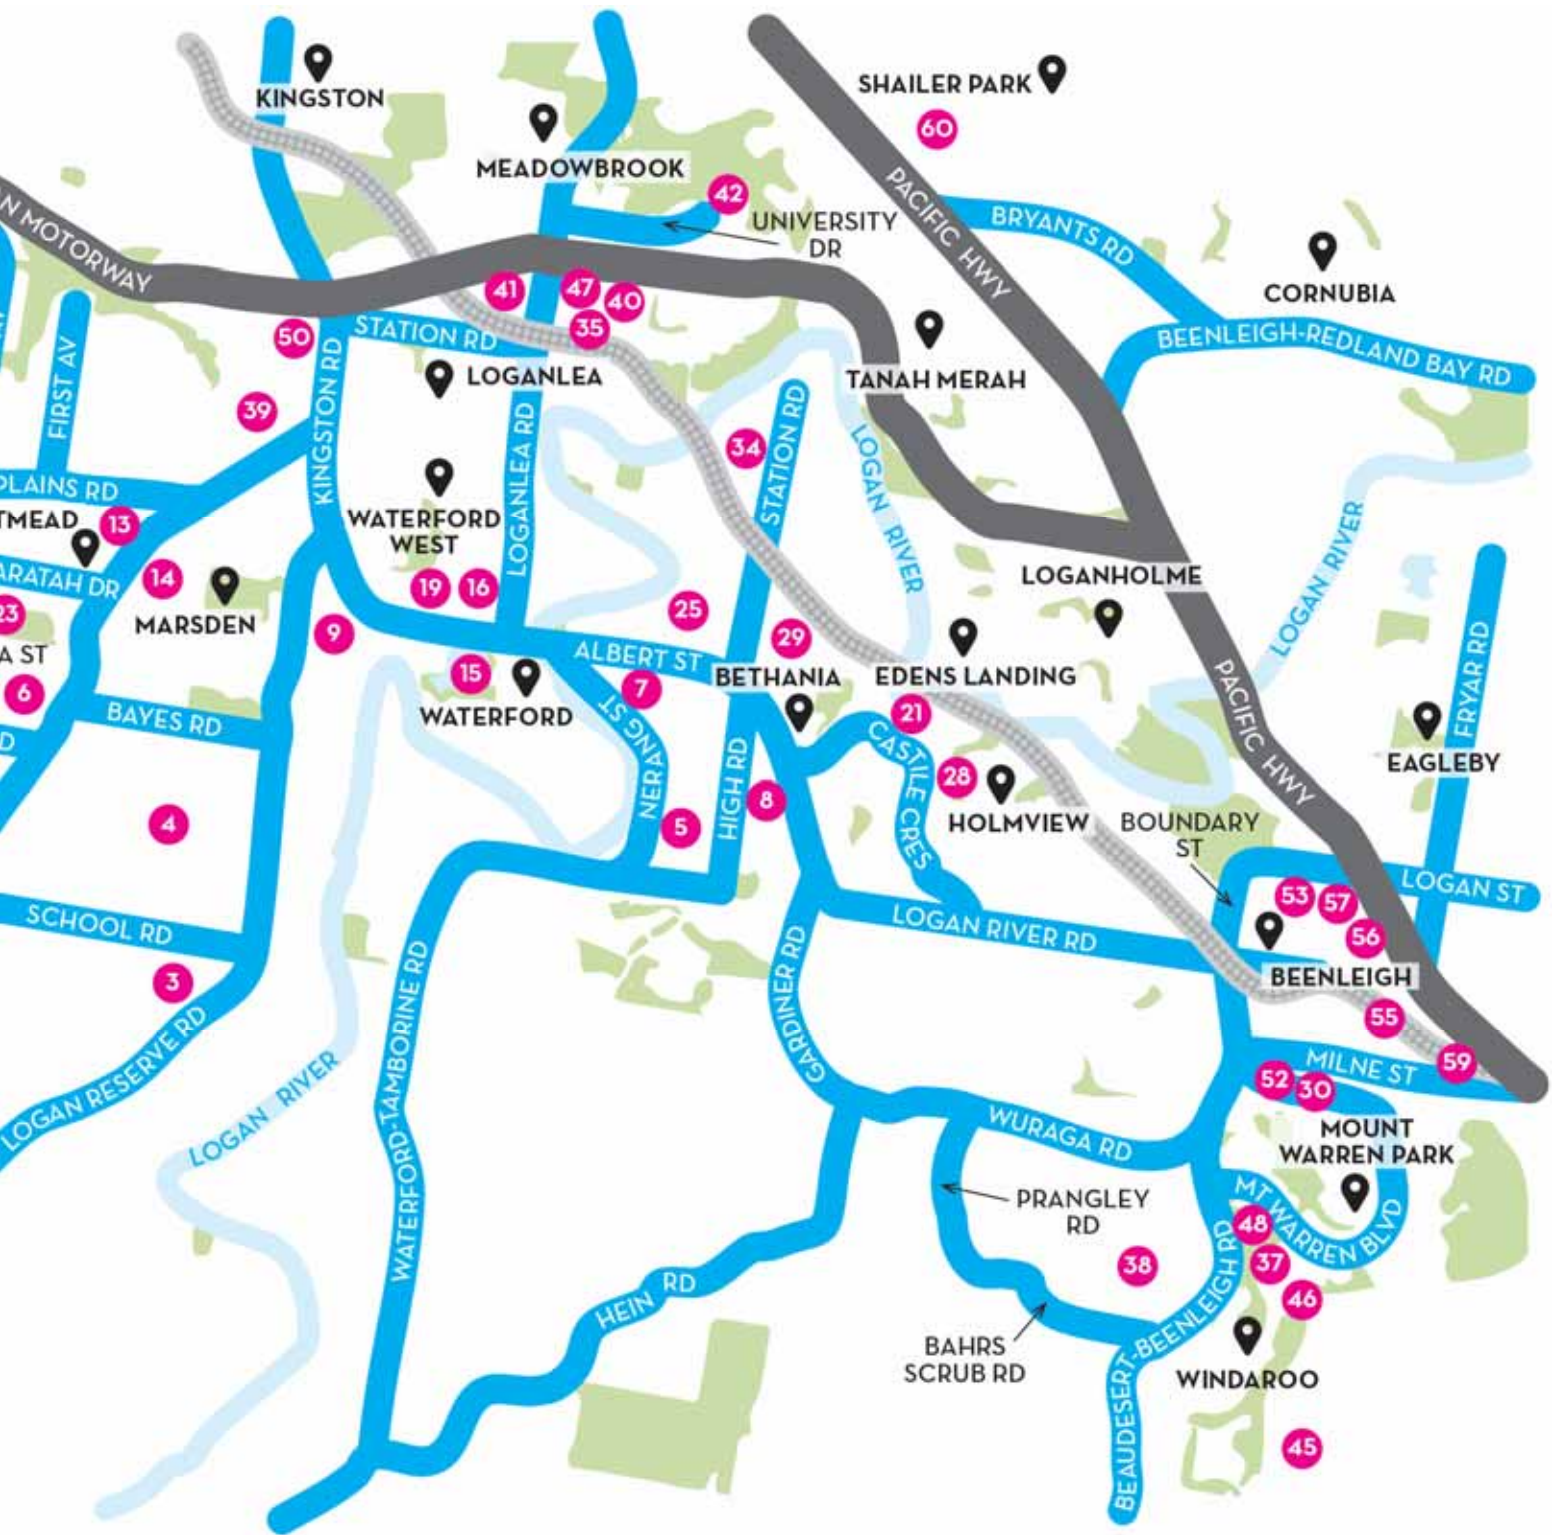 KINGSTON
SHAILER PARK
60
MEADOWBROOK
42
UNIVERSITY
DR
PACIFIC HWY
BRYANTS RD
CORNUBIA
BEENLEIGH-REDLAND BAY RD
N MOTORWAY
41
47
40
35
50
STATION RD
LOGANLEA
TANAH MERAH
FIRST AV
39
KINGSTON RD
LOGANLEA RD
34
STATION RD
LOGAN RIVER
PLAINS RD
TMEAD
13
WATERFORD
WEST
LOGANHOLME
LOGAN RIVER
ARATAH DR
14
MARSDEN
19
16
25
23
9
A ST
6
15
WATERFORD
ALBERT ST
7
29
BETHANIA
EDENS LANDING
21
PACIFIC HWY
FRYAR RD
EAGLEBY
BAYES RD
D
NERANG ST
HIGH RD
CASTILE CRES
28
HOLMVIEW
BOUNDARY
ST
4
5
8
LOGAN ST
53
57
56
SCHOOL RD
LOGAN RIVER RD
BEENLEIGH
3
WATERFORD-TAMBORINE RD
GARDINER RD
55
59
LOGAN RESERVE RD
LOGAN RIVER
MILNE ST
52
30
MOUNT
WARREN PARK
WURAGA RD
PRANGLEY
RD
MT WARREN BLVD
48
37
38
46
HEIN RD
BAHRS
SCRUB RD
BEAUDESERT-BEENLEIGH RD
WINDAROO
45